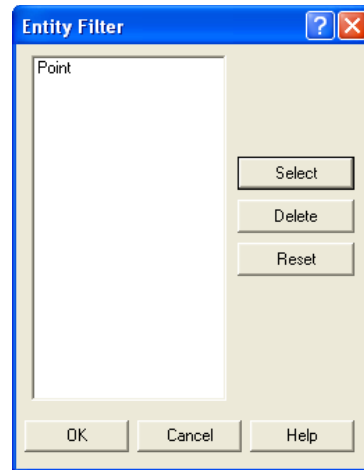 Entity Filter
Point
Select
Delete
Reset
OK Cancel Help